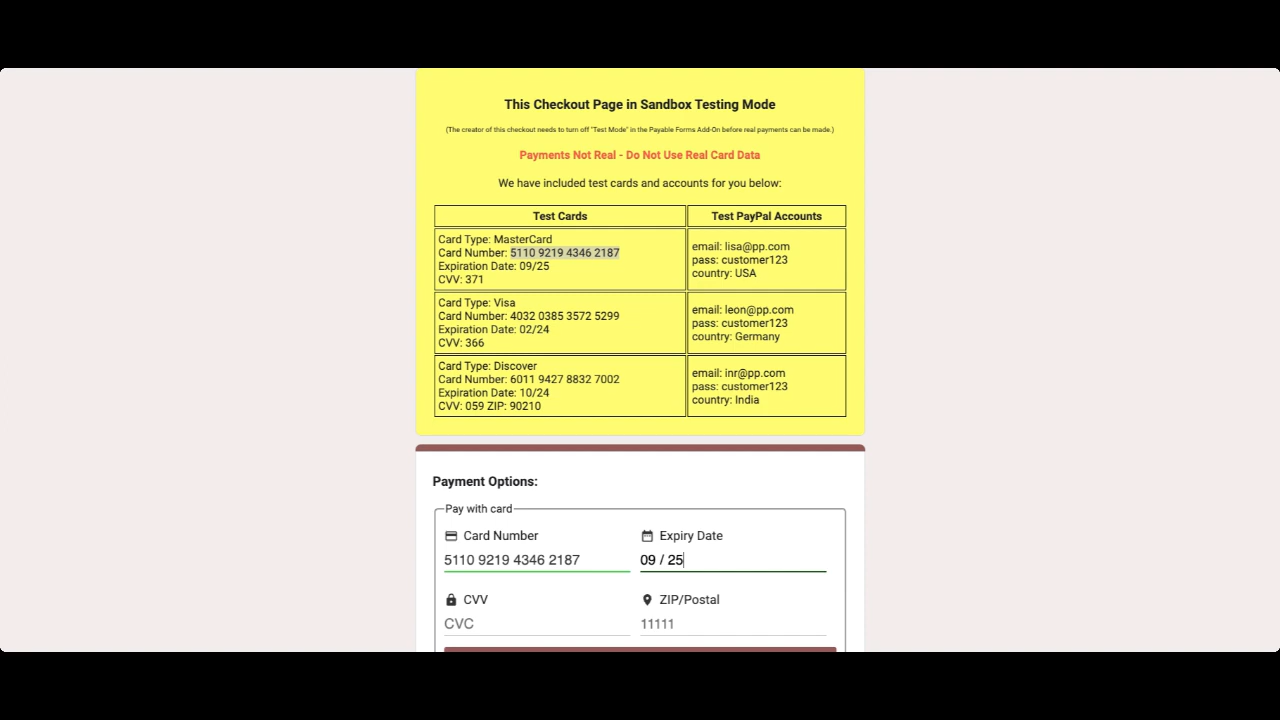 This Checkout Page in Sandbox Testing Mode
(The creator of this checkout needs to turn off "Test Mode" in the Payable Forms Add-On before real payments can be made.)
Payments Not Real - Do Not Use Real Card Data
We have included test cards and accounts for you below:
Test Cards
Test PayPal Accounts
Card Type: MasterCard
Card Number: 5110 9219 4346 2187
Expiration Date: 09/25
CVV: 371
email: lisa@pp.com
pass: customer123
country: USA
Card Type: Visa
Card Number: 4032 0385 3572 5299
Expiration Date: 02/24
CVV: 366
email: leon@pp.com
pass: customer123
country: Germany
Card Type: Discover
Card Number: 6011 9427 8832 7002
Expiration Date: 10/24
CVV: 059 ZIP: 90210
email: inr@pp.com
pass: customer123
country: India
Payment Options:
Pay with card
Card Number
Expiry Date
5110 9219 4346 2187
09 / 25
CVV
ZIP/Postal
CVC
11111